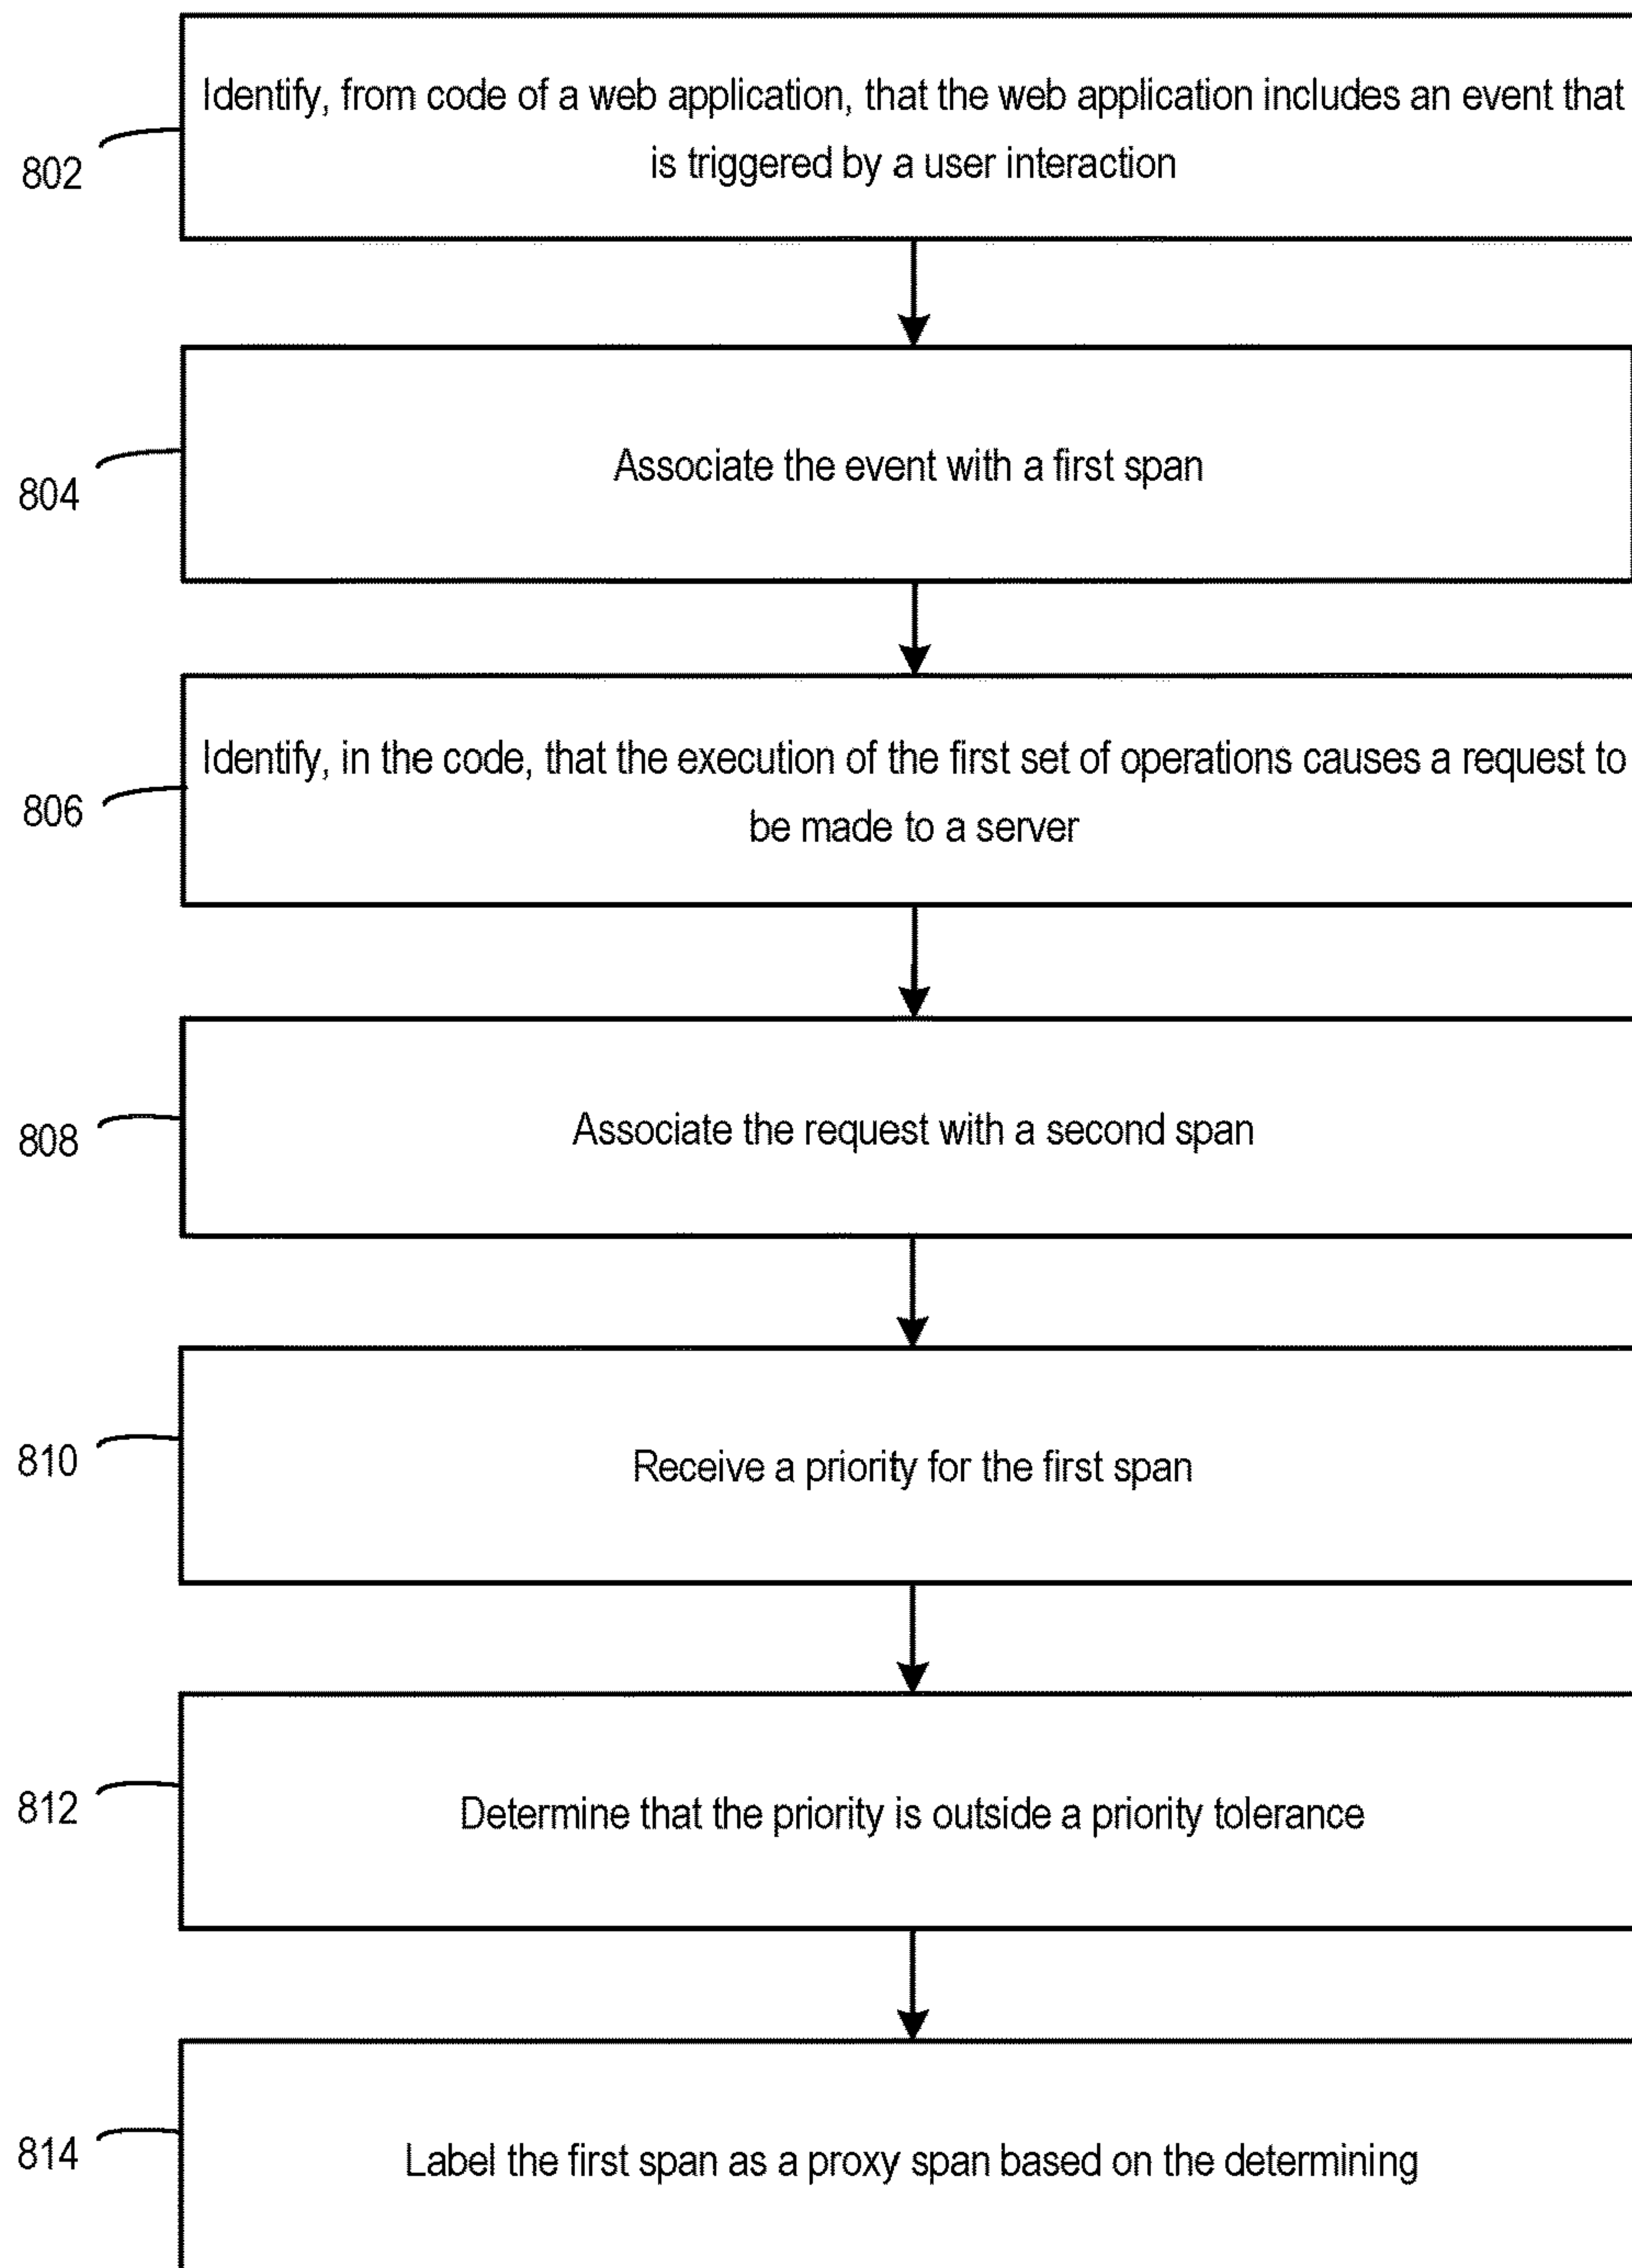 Identify, from code of a web application, that the web application includes an event that
is triggered by a user interaction
802
Associate the event with a first span
804
Identify, in the code, that the execution of the first set of operations causes a request to
be made to a server
806
Associate the request with a second span
808
Receive a priority for the first span
810
Determine that the priority is outside a priority tolerance
812
Label the first span as a proxy span based on the determining
814